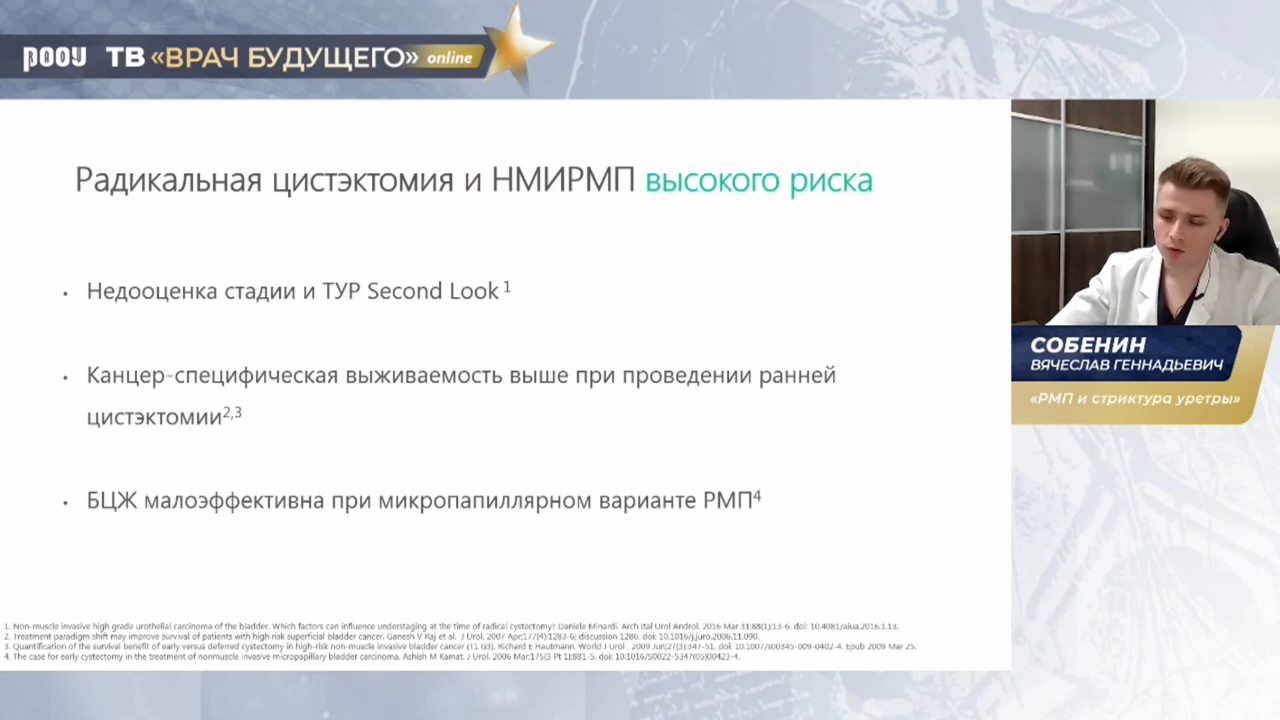 РООУ ТВ «ВРАЧ БУДУЩЕГО» online
Радикальная цистэктомия и НМИРМП высокого риска
• Недооценка стадии и ТУР Second Look 1
• Канцер-специфическая выживаемость выше при проведении ранней
цистэктомии2,3
• БЦЖ малоэффективна при микропапиллярном варианте РМП4
СОБЕНИН
ВЯЧЕСЛАВ ГЕННАДЬЕВИЧ
«РМП и стриктура уретры»
1. Non-muscle invasive high grade urothelial carcinoma of the bladder. Which factors can influence understaging at the time of radical cystectomy? Daniele Minardi. Arch Ital Urol Androl. 2016 Mar 31;88(1):13-6. doi: 10.4081/aiua.2016.1.13.
2. Treatment paradigm shift may improve survival of patients with high risk superficial bladder cancer. Ganesh V Raj et al. J Urol. 2007 Apr;177(4):1283-6; discussion 1286. doi: 10.1016/j.juro.2006.11.090.
3. Quantification of the survival benefit of early versus deferred cystectomy in high-risk non-muscle invasive bladder cancer (T1 G3). Richard E Hautmann. World J Urol . 2009 Jun;27(3):347-51. doi: 10.1007/s00345-009-0402-4. Epub 2009 Mar 25.
4. The case for early cystectomy in the treatment of nonmuscle invasive micropapillary bladder carcinoma. Ashish M Kamat. J Urol. 2006 Mar;175(3 Pt 1):881-5. doi: 10.1016/S0022-5347(05)00423-4.